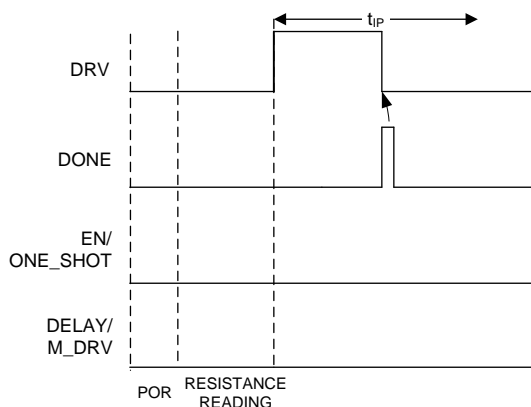 tIP
DRV
DONE
EN/
ONE_SHOT
DELAY/
M_DRV
POR
RESISTANCE
READING